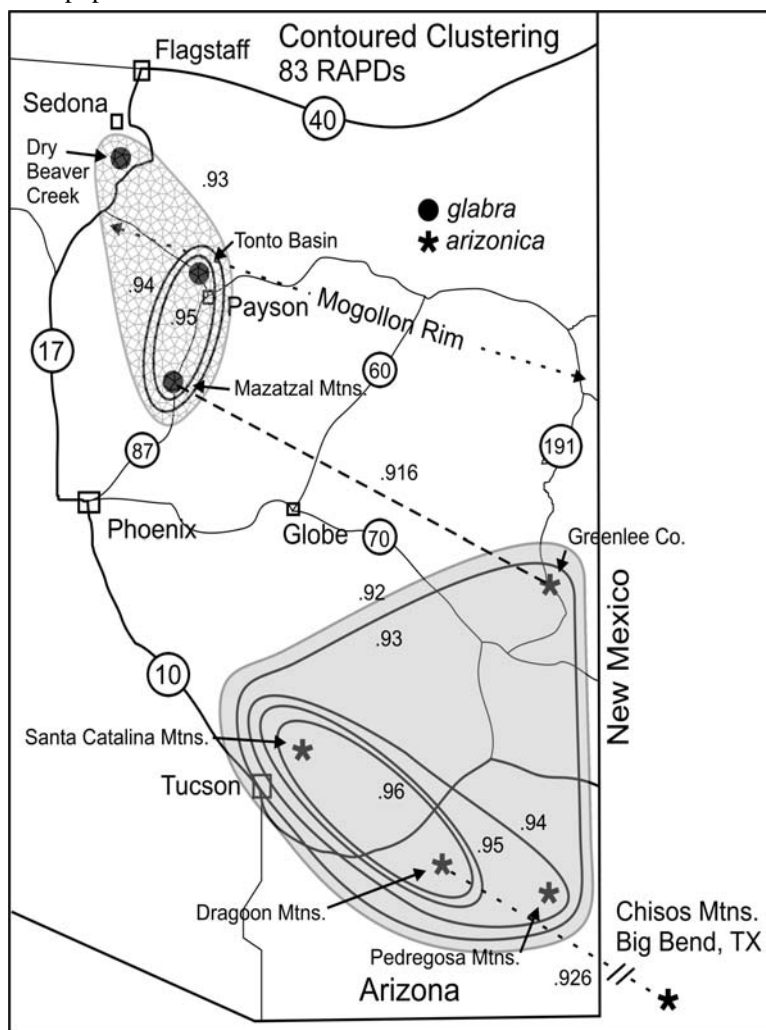 Contoured Clustering
83 RAPDs
Flagstaff
Sedona
40
Dry
Beaver
Creek
.93
glabra
arizonica
Tonto Basin
.94
.95
Payson
Mogollon Rim
17
60
Mazatzal Mtns.
87
191
.916
Phoenix
Globe
70
Greenlee Co.
.92
.93
New Mexico
10
Santa Catalina Mtns.
Tucson
.96
.94
.95
Dragoon Mtns.
Pedregosa Mtns.
Chisos Mtns.
Big Bend, TX
.926
Arizona